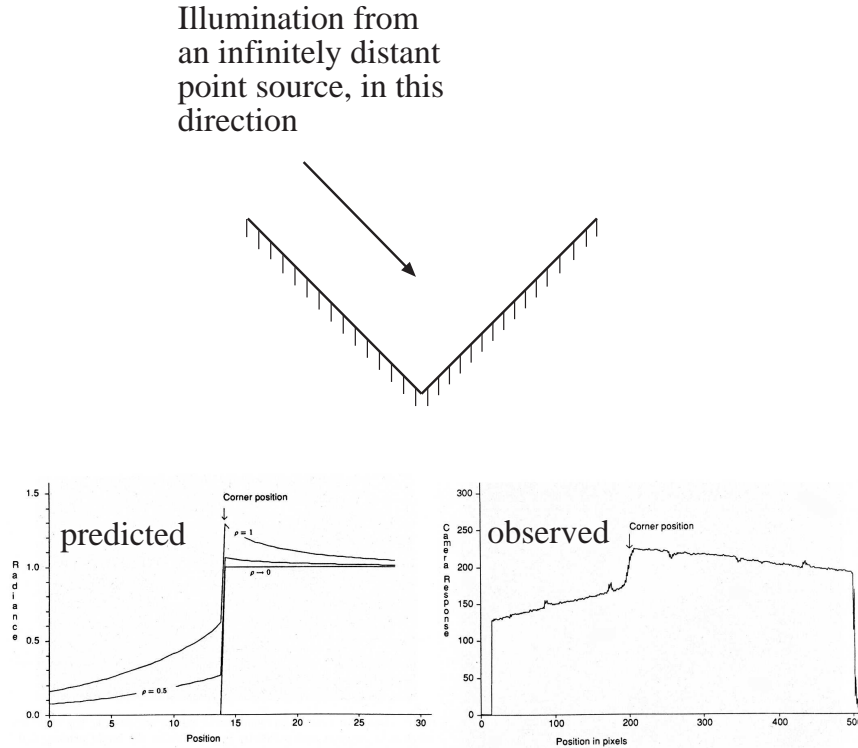 Illumination from
an infinitely distant
point source, in this
direction
1.5
1.0
0.5
0.0
Radiance
predicted
Corner position
ρ = 1
ρ → 0
ρ = 0.5
0
5
10
15
20
25
30
Position
300
250
200
150
100
50
0
Camera Response
observed
Corner position
0
100
200
300
400
500
Position in pixels